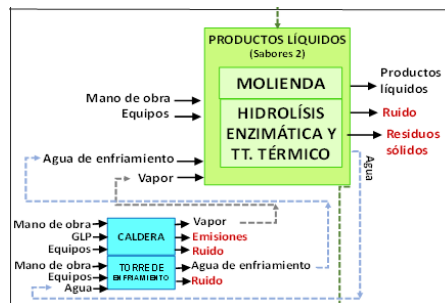 PRODUCTOS LÍQUIDOS
(Sabores 2)
MOLIENDA
HIDROLÍSIS
ENZIMÁTICA Y
TT. TÉRMICO
Mano de obra
Equipos
Agua de enfriamiento
Vapor
Productos
líquidos
Ruido
Residuos
sólidos
Agua
Mano de obra
GLP
Equipos
CALDERA
Vapor
Emisiones
Ruido
Mano de obra
Equipos
Agua
TORRE DE
ENFRIAMIENTO
Agua de enfriamiento
Ruido